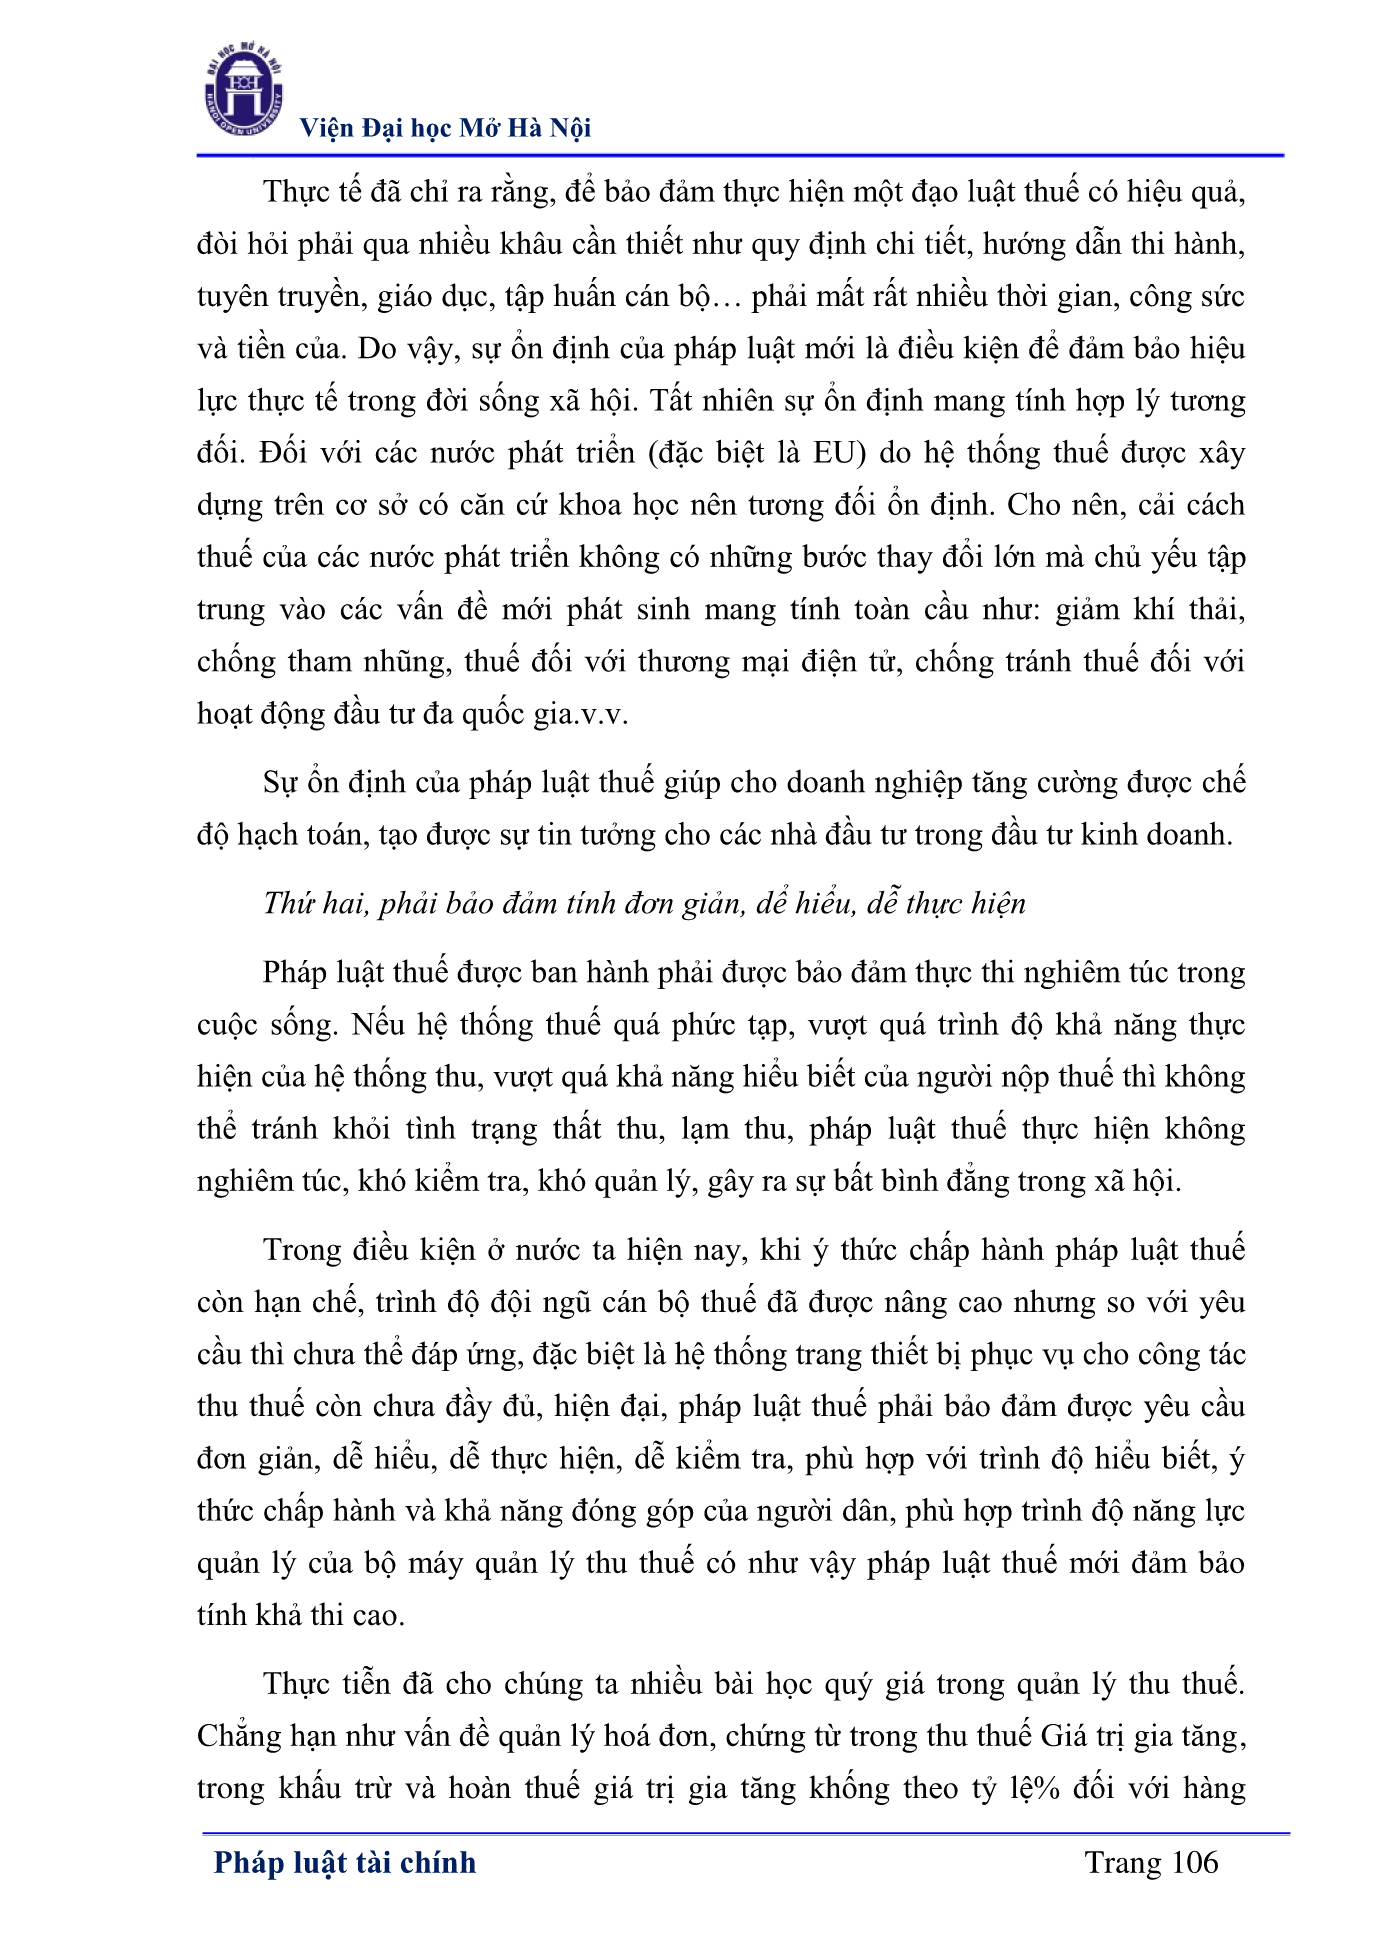 ĐẠI HỌC MỞ HÀ NỘI
HANOI OPEN UNIVERSITY
Viện Đại học Mở Hà Nội
Thực tế đã chỉ ra rằng, để bảo đảm thực hiện một đạo luật thuế có hiệu quả,
đòi hỏi phải qua nhiều khâu cần thiết như quy định chi tiết, hướng dẫn thi hành,
tuyên truyền, giáo dục, tập huấn cán bộ… phải mất rất nhiều thời gian, công sức
và tiền của. Do vậy, sự ổn định của pháp luật mới là điều kiện để đảm bảo hiệu
lực thực tế trong đời sống xã hội. Tất nhiên sự ổn định mang tính hợp lý tương
đối. Đối với các nước phát triển (đặc biệt là EU) do hệ thống thuế được xây
dựng trên cơ sở có căn cứ khoa học nên tương đối ổn định. Cho nên, cải cách
thuế của các nước phát triển không có những bước thay đổi lớn mà chủ yếu tập
trung vào các vấn đề mới phát sinh mang tính toàn cầu như: giảm khí thải,
chống tham nhũng, thuế đối với thương mại điện tử, chống tránh thuế đối với
hoạt động đầu tư đa quốc gia.v.v.
Sự ổn định của pháp luật thuế giúp cho doanh nghiệp tăng cường được chế
độ hạch toán, tạo được sự tin tưởng cho các nhà đầu tư trong đầu tư kinh doanh.
Thứ hai, phải bảo đảm tính đơn giản, dể hiểu, dễ thực hiện
Pháp luật thuế được ban hành phải được bảo đảm thực thi nghiêm túc trong
cuộc sống. Nếu hệ thống thuế quá phức tạp, vượt quá trình độ khả năng thực
hiện của hệ thống thu, vượt quá khả năng hiểu biết của người nộp thuế thì không
thể tránh khỏi tình trạng thất thu, lạm thu, pháp luật thuế thực hiện không
nghiêm túc, khó kiểm tra, khó quản lý, gây ra sự bất bình đẳng trong xã hội.
Trong điều kiện ở nước ta hiện nay, khi ý thức chấp hành pháp luật thuế
còn hạn chế, trình độ đội ngũ cán bộ thuế đã được nâng cao nhưng so với yêu
cầu thì chưa thể đáp ứng, đặc biệt là hệ thống trang thiết bị phục vụ cho công tác
thu thuế còn chưa đầy đủ, hiện đại, pháp luật thuế phải bảo đảm được yêu cầu
đơn giản, dễ hiểu, dễ thực hiện, dễ kiểm tra, phù hợp với trình độ hiểu biết, ý
thức chấp hành và khả năng đóng góp của người dân, phù hợp trình độ năng lực
quản lý của bộ máy quản lý thu thuế có như vậy pháp luật thuế mới đảm bảo
tính khả thi cao.
Thực tiễn đã cho chúng ta nhiều bài học quý giá trong quản lý thu thuế.
Chẳng hạn như vấn đề quản lý hoá đơn, chứng từ trong thu thuế Giá trị gia tăng,
trong khấu trừ và hoàn thuế giá trị gia tăng khống theo tỷ lệ% đối với hàng
Pháp luật tài chính
Trang 106